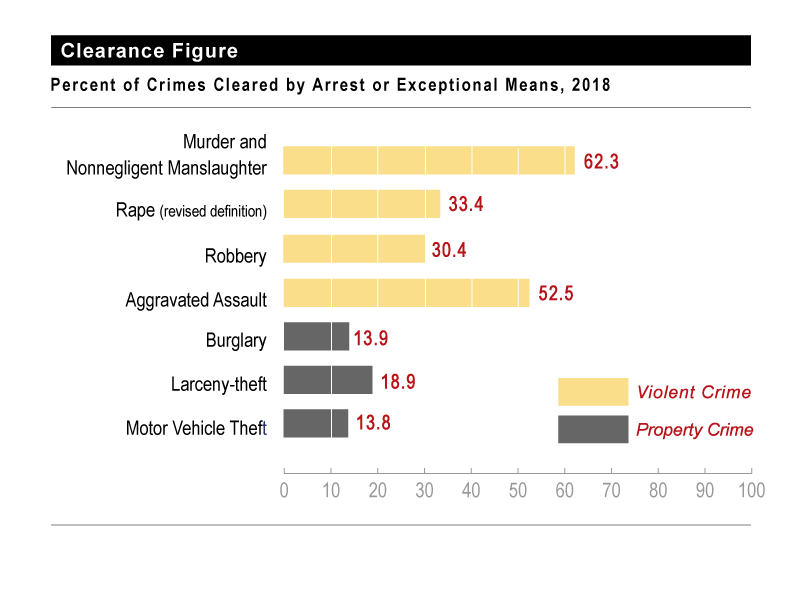 Clearance Figure
Percent of Crimes Cleared by Arrest or Exceptional Means, 2018
Murder and
Nonnegligent Manslaughter
62.3
Rape (revised definition)
33.4
Robbery
30.4
Aggravated Assault
52.5
Burglary
13.9
Larceny-theft
18.9
Motor Vehicle Theft
13.8
Violent Crime
Property Crime
0 10 20 30 40 50 60 70 80 90 100